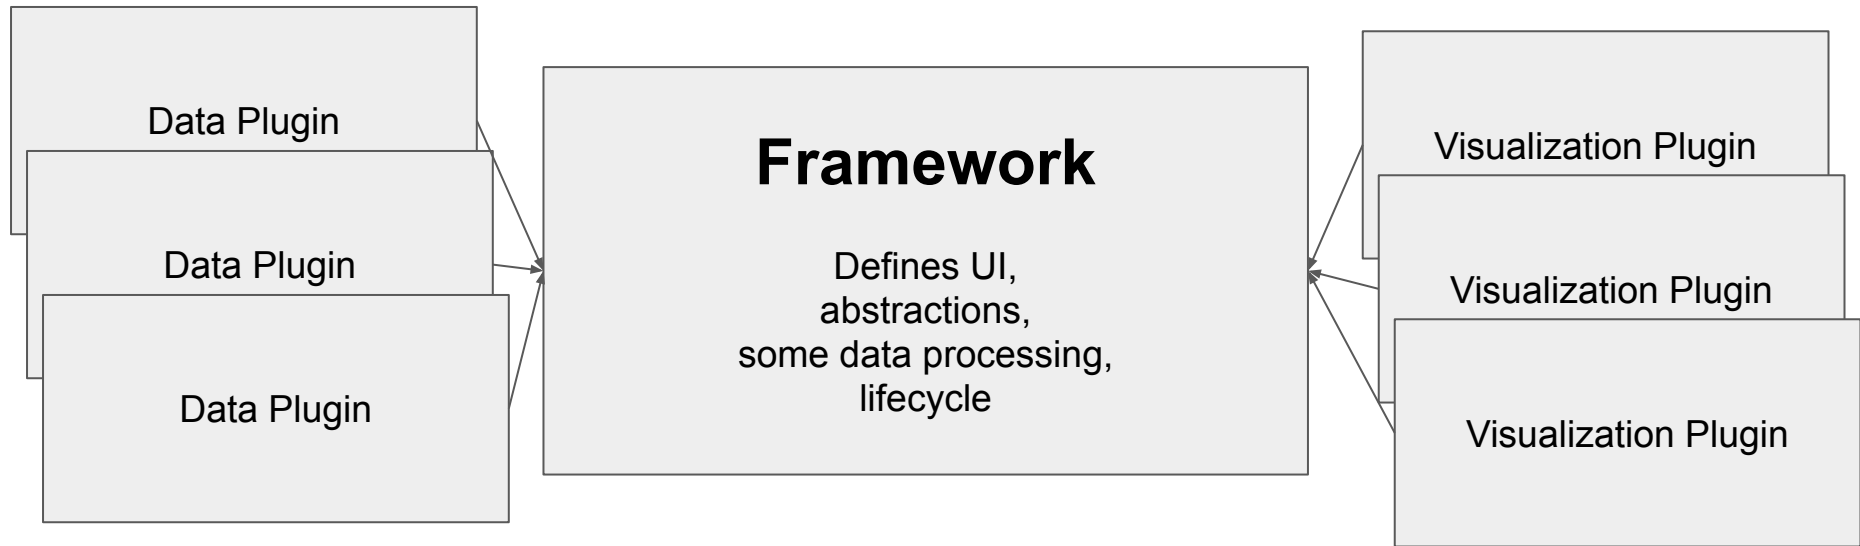 Data Plugin
Data Plugin
Data Plugin
Framework
Defines UI,
abstractions,
some data processing,
lifecycle
Visualization Plugin
Visualization Plugin
Visualization Plugin